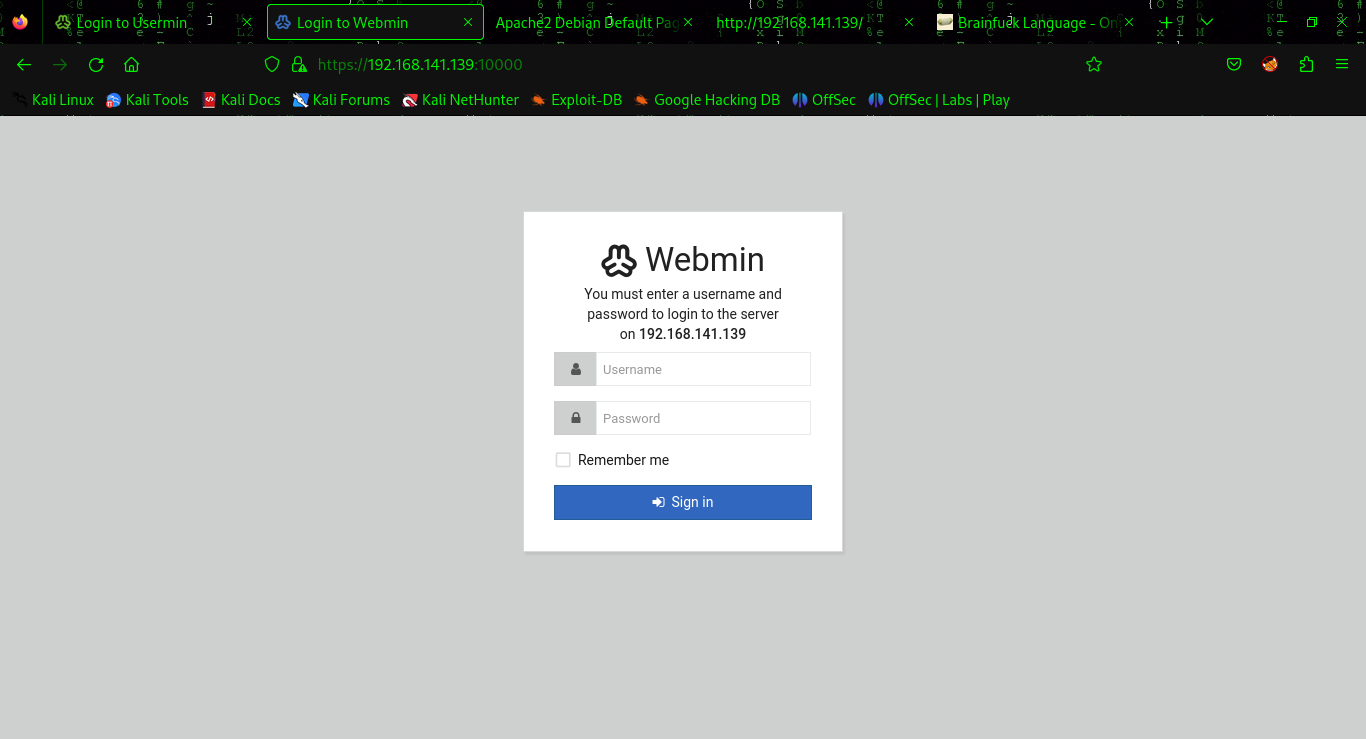 Login to Usermin
Login to Webmin
Apache2 Debian Default Pag
http://192.168.141.139/
Brainfuck Language - On
https://192.168.141.139:10000
Kali Linux
Kali Tools
Kali Docs
Kali Forums
Kali NetHunter
Exploit-DB
Google Hacking DB
OffSec
OffSec | Labs | Play
Webmin
You must enter a username and
password to login to the server
on 192.168.141.139
Username
Password
Remember me
Sign in